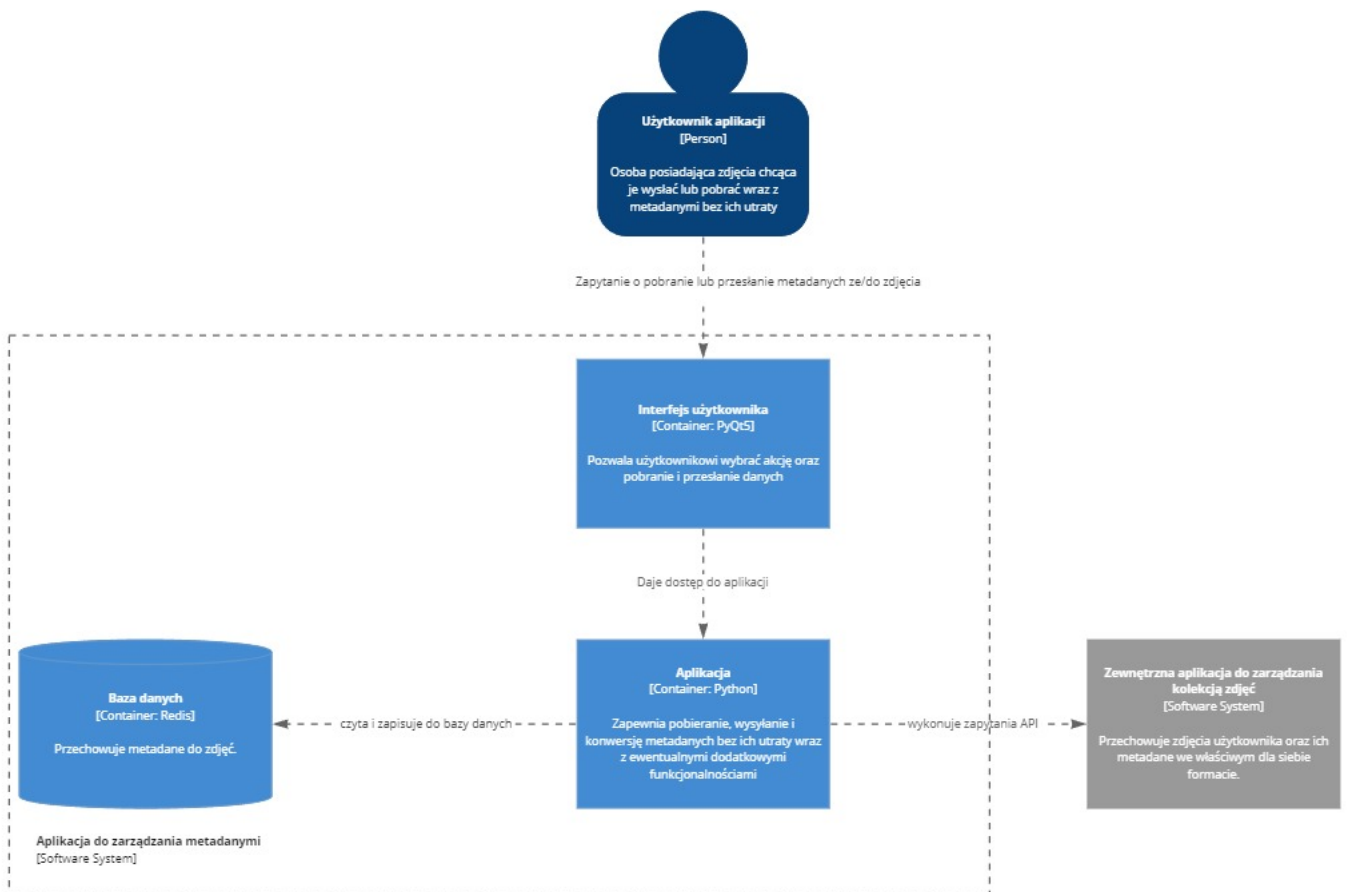 Użytkownik aplikacji
[Person]
Osoba posiadająca zdjęcia chcąca
je wysłać lub pobrać wraz z
metadanymi bez ich utraty
Zapytanie o pobranie lub przesłanie metadanych ze/do zdjęcia
Interfejs użytkownika
[Container: PyQt5]
Pozwala użytkownikowi wybrać akcję oraz
pobranie i przesłanie danych
Daje dostęp do aplikacji
Baza danych
[Container: Redis]
Przechowuje metadane do zdjęć.
czyta i zapisuje do bazy danych
Aplikacja
[Container: Python]
Zapewnia pobieranie, wysyłanie i
konwersję metadanych bez ich utraty wraz
z ewentualnymi dodatkowymi
funkcjonalnościami
wykonuje zapytania API
Zewnętrzna aplikacja do zarządzania
kolekcją zdjęć
[Software System]
Przechowuje zdjęcia użytkownika oraz ich
metadane we właściwym dla siebie
formacie.
Aplikacja do zarządzania metadanymi
[Software System]